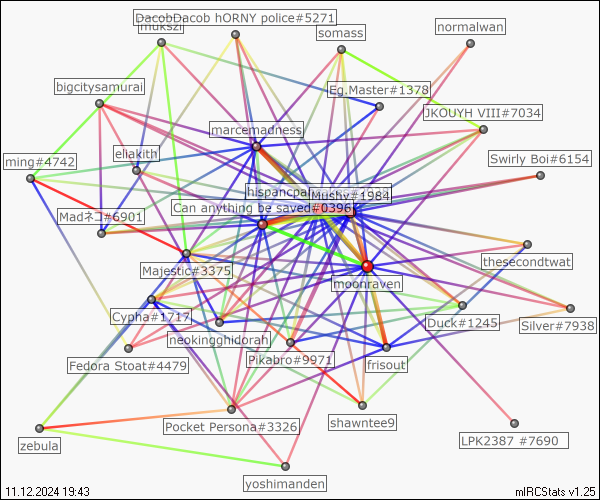 DacobDacob hORNY police#5271
mukszi
somass
normalwan
bigcitysamurai
Eg.Master#1378
JKOUYH VIII#7034
marcemadness
ming#4742
eliakith
Swirly Boi#6154
Mushy#1984
Can anything be saved#0396
Madネコ#6901
Majestic#3375
moonraven
thesecondtwat
Cypha#1717
neokingghidorah
Duck#1245
Silver#7938
Fedora Stoat#4479
Pikabro#9971
frisout
Pocket Persona#3326
shawntee9
zebula
LPK2387 #7690
yoshimanden
11.12.2024 19:43
mIRCStats v1.25